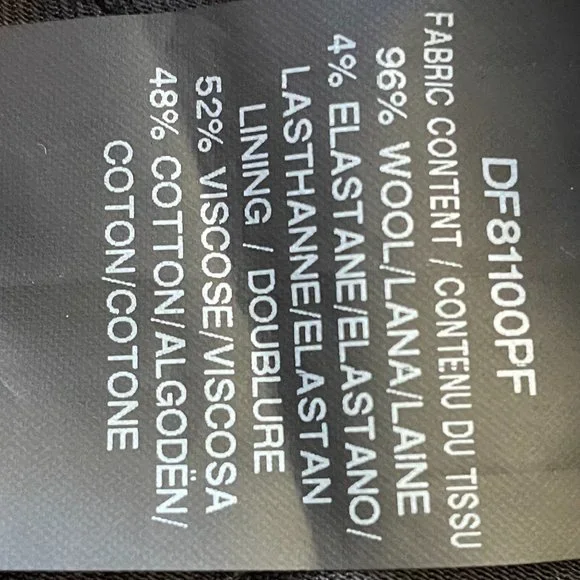 DF81100PF
FABRIC CONTENT / CONTENU DU TISSU
96% WOOL/LANA/LAINE
4% ELASTANE/ELASTANO/
LASTHANNE/ELASTAN
LINING / DOUBLURE
52% VISCOSE/VISCOSA
48% COTTON/ALGODËN/
COTON/COTONE